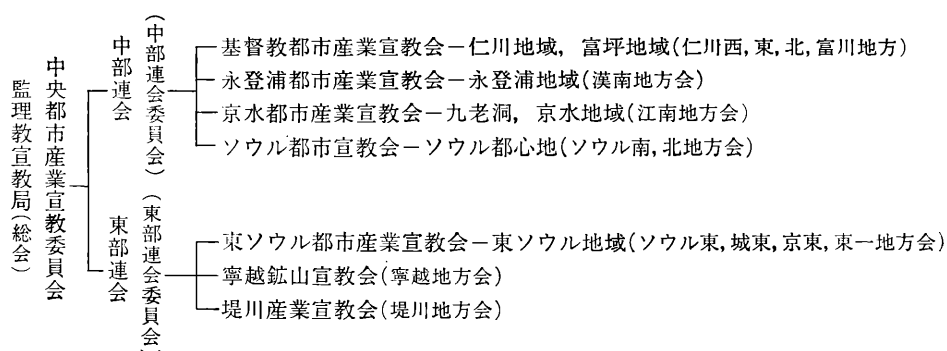 監理教宣教局(総会)
中央都市産業宣教委員会
中部連会
(中部連会委員会)
基督教都市産業宣教会－仁川地域，富坪地域(仁川西，東，北，富川地方)
永登浦都市産業宣教会－永登浦地域(漢南地方会)
京水都市産業宣教会－九老洞，京水地域(江南地方会)
ソウル都市宣教会－ソウル都心地(ソウル南，北地方会)
東部連会
(東部連会委員会)
東ソウル都市産業宣教会－東ソウル地域(ソウル東，城東，京東，東一地方会)
寧越鉱山宣教会(寧越地方会)
堤川産業宣教会(堤川地方会)